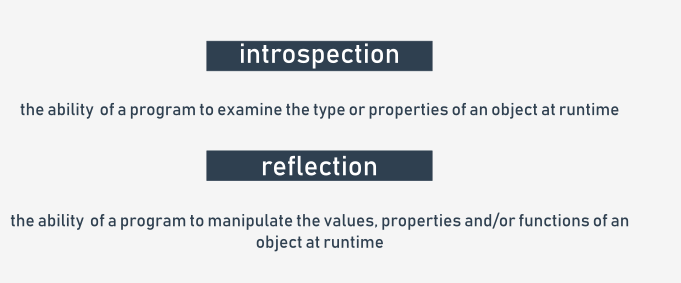 introspection
the ability of a program to examine the type or properties of an object at runtime
reflection
the ability of a program to manipulate the values, properties and/or functions of an
object at runtime